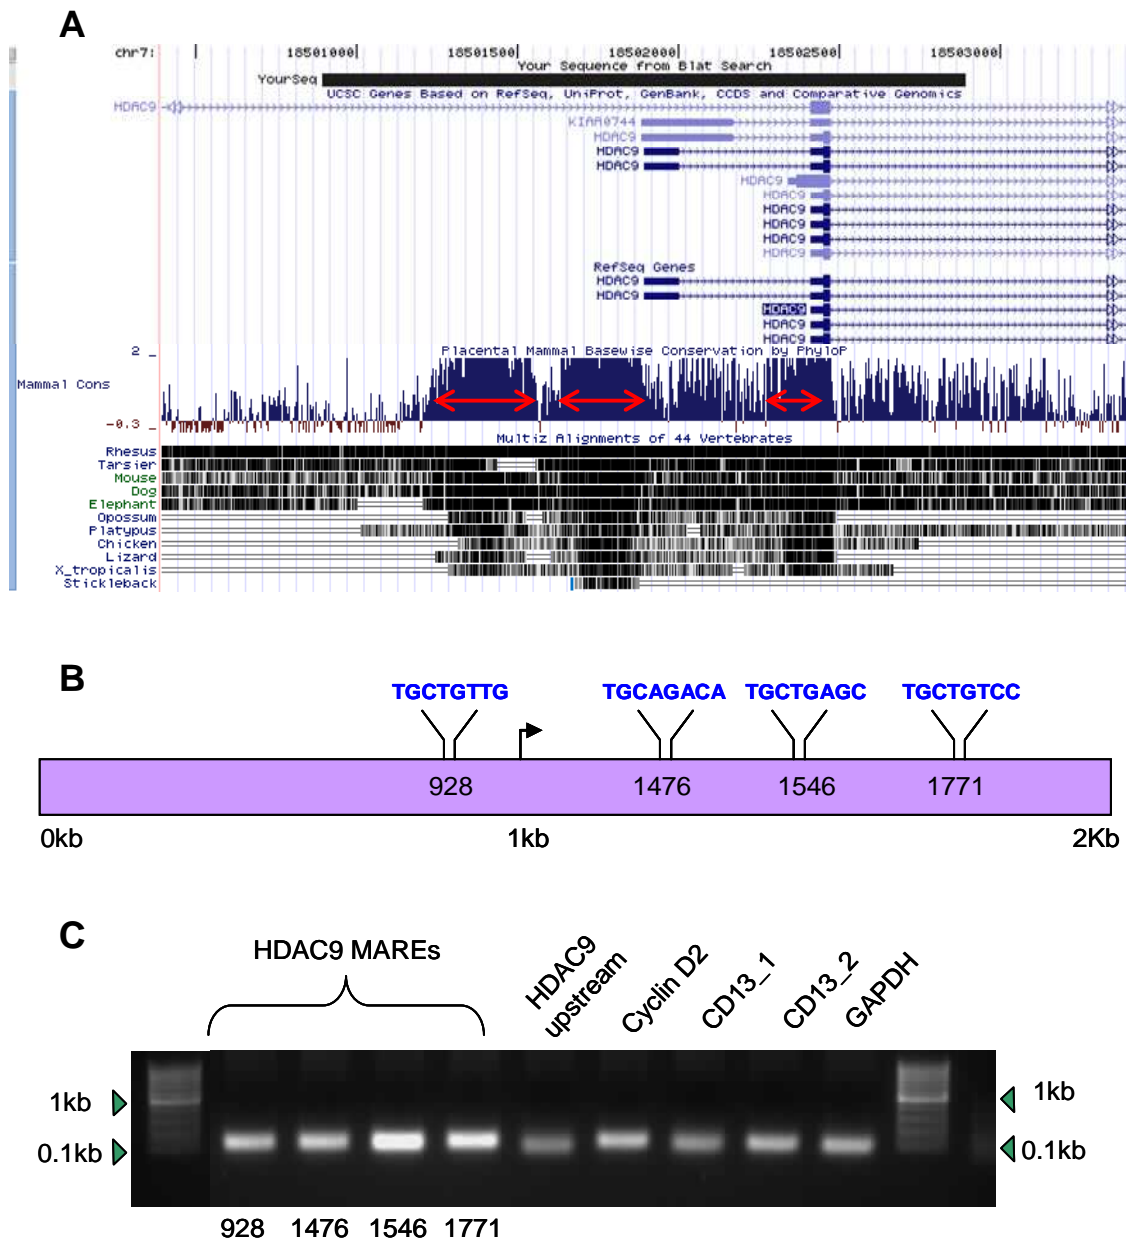 A
chr7: 18501000| 18501500| 18502000| 18502500| 18503000|
Your Sequence from Blat Search
YourSeq
UCSC Genes Based on RefSeq, UniProt, GenBank, CCDS and Comparative Genomics
HDAC9
KIAA0744
HDAC9
HDAC9
HDAC9
HDAC9
HDAC9
HDAC9
HDAC9
HDAC9
HDAC9
RefSeq Genes
HDAC9
HDAC9
HDAC9
HDAC9
HDAC9
Placental Mammal Basewise Conservation by PhyloP
2 _
Mammal Cons
-0.3 _
Multiz Alignments of 44 Vertebrates
Rhesus
Tarsier
Mouse
Dog
Elephant
Opossum
Platypus
Chicken
Lizard
X_tropicalis
Stickleback
B
TGCTGTTG TGCAGACA TGCTGAGC TGCTGTCC
928 1476 1546 1771
0kb 1kb 2Kb
C
HDAC9 MAREs
HDAC9 upstream
Cyclin D2
CD13_1
CD13_2
GAPDH
1kb 1kb
0.1kb 0.1kb
928 1476 1546 1771